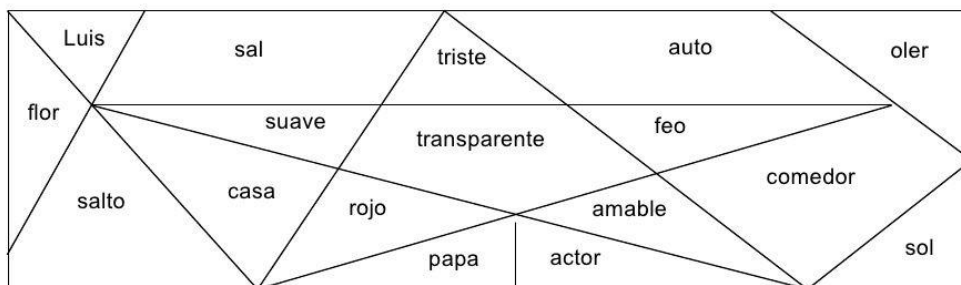 Luis
sal
triste
auto
oler
flor
suave
transparente
feo
salto
casa
rojo
amable
comedor
papa
actor
sol